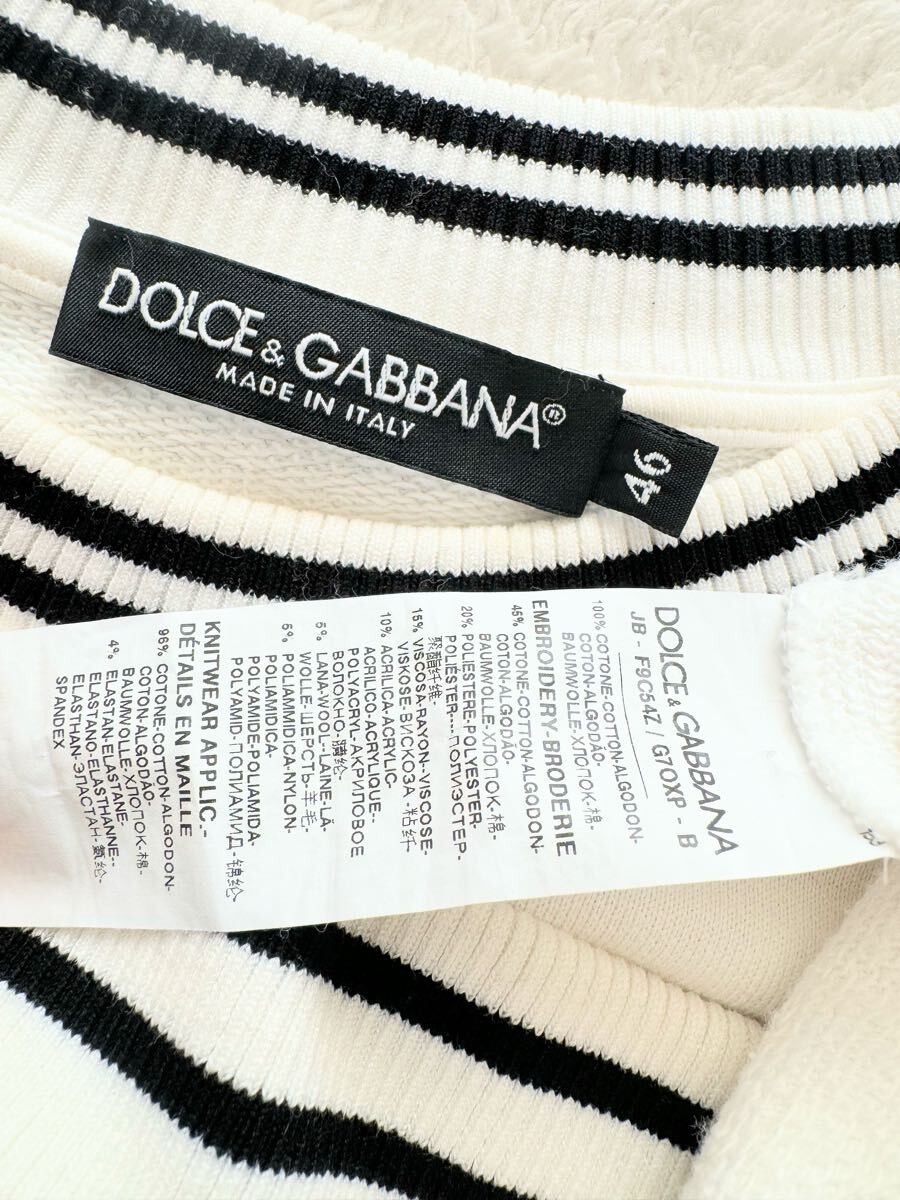 DOLCE & GABBANA®
MADE IN ITALY
46
DOLCE & GABBANA
JB - F9C54Z / G7OXP - B
100% COTONE-COTTON-ALGODON-
COTON-ALGODÃO-
BAUMWOLLE-ХЛОПОК-棉-
EMBROIDERY-BRODERIE
45% COTONE-COTTON-ALGODON-
COTON-ALGODÃO-
BAUMWOLLE-ХЛОПОК-棉-
20% POLIESTERE-POLYESTER-
POLIÉSTER----ПОЛИЭСТЕР-
聚酯纤维-
15% VISCOSA-RAYON--VISCOSE-
VISKOSE-ВИСКОЗА-粘纤
10% ACRILICA-ACRYLIC-
ACRILICO-ACRYLIQUE--
POLYACRYL-АКРИЛОВОЕ
ВОЛОКНО-腈纶-
5% LANA-WOOL-LAINE-LÃ-
WOLLE-ШЕРСТЬ-羊毛-
5% POLIAMMIDICA-NYLON-
POLIAMIDICA-
POLYAMIDE-POLIAMIDA-
POLYAMID-ПОЛИАМИД-锦纶-
KNITWEAR APPLIC.-
DÉTAILS EN MAILLE
96% COTONE-COTTON-ALGODON-
COTON-ALGODÃO-
BAUMWOLLE-ХЛОПОК-棉-
4% ELASTAN-ELASTANE-
ELASTANO-ELASTHANNE--
ELASTHAN-ЭЛАСТАН-氨纶-
SPANDEX